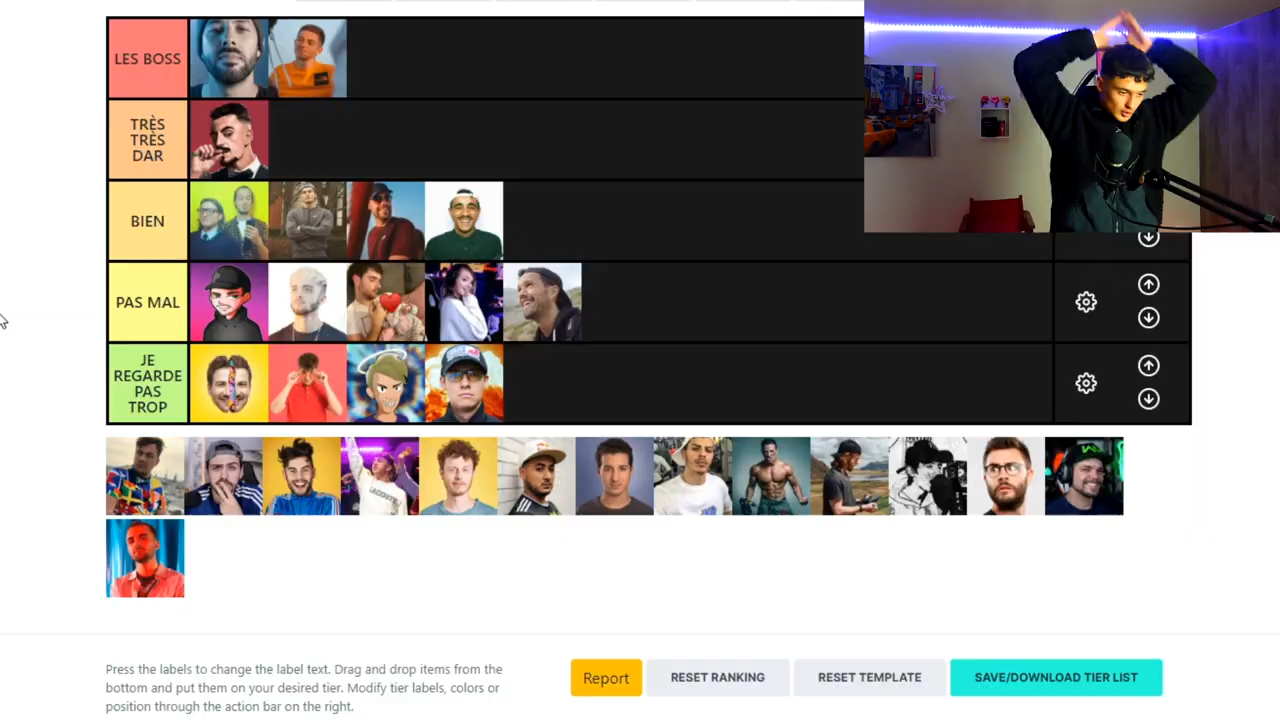 LES BOSS
TRÈS
TRÈS
DAR
BIEN
PAS MAL
JE
REGARDE
PAS
TROP
LACOSTE
Press the labels to change the label text. Drag and drop items from the
bottom and put them on your desired tier. Modify tier labels, colors or
position through the action bar on the right.
Report
RESET RANKING
RESET TEMPLATE
SAVE/DOWNLOAD TIER LIST